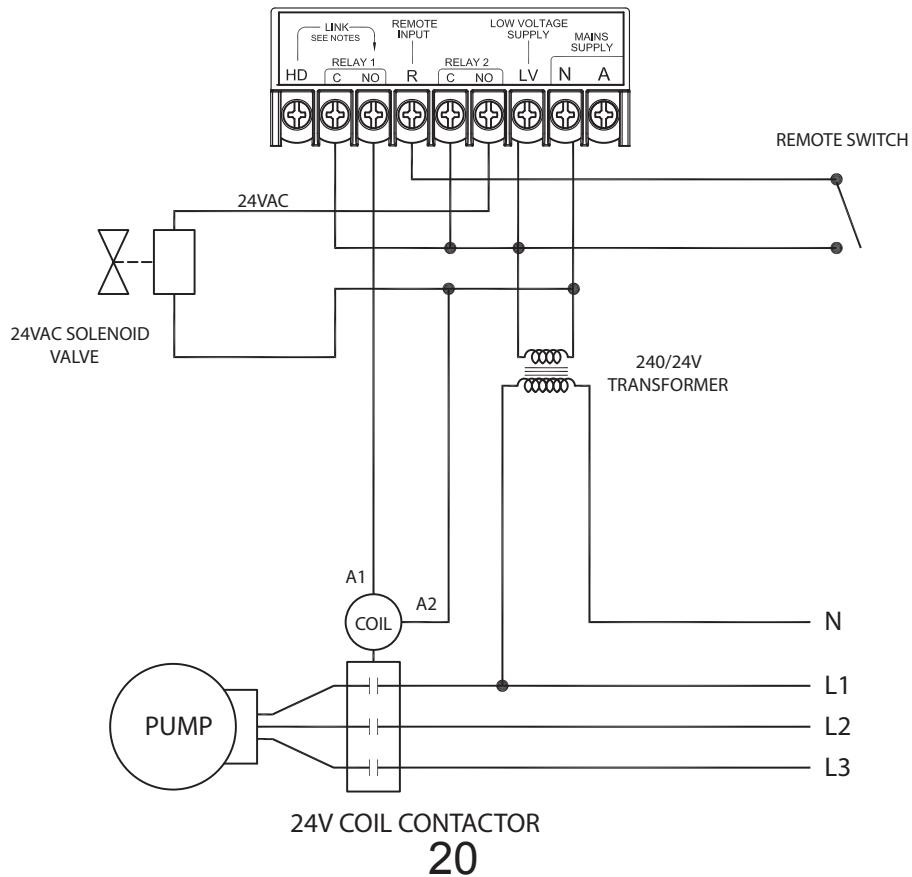 LINK
SEE NOTES
REMOTE
INPUT
LOW VOLTAGE
SUPPLY
MAINS
SUPPLY
RELAY 1
RELAY 2
HD C NO R C NO LV N A
REMOTE SWITCH
24VAC
24VAC SOLENOID
VALVE
240/24V
TRANSFORMER
A1
A2
COIL
N
L1
PUMP
L2
L3
24V COIL CONTACTOR
20